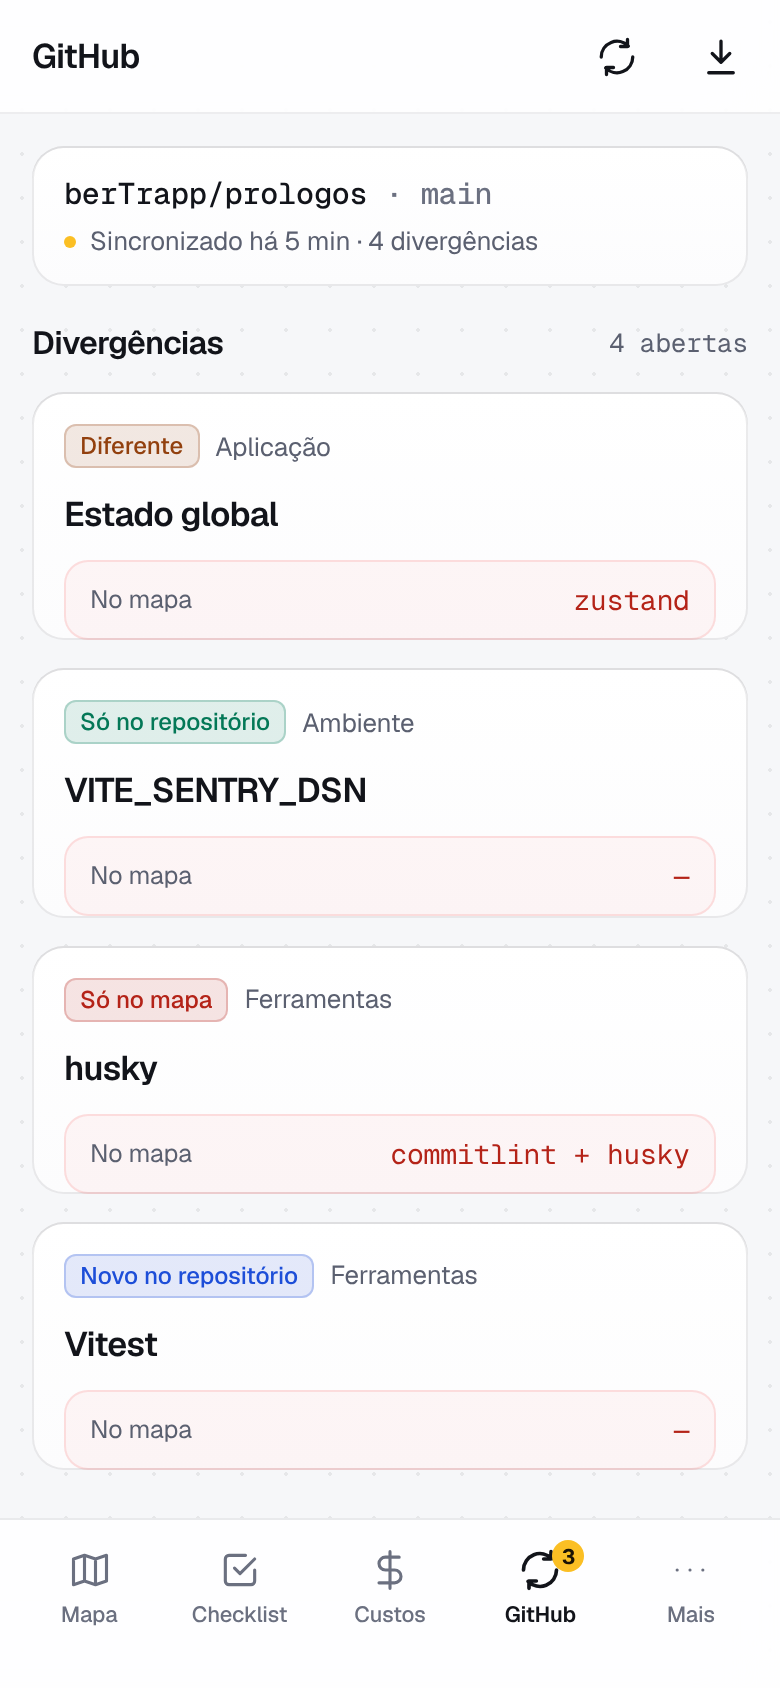 GitHub
berTrapp/prologos · main
Sincronizado há 5 min · 4 divergências
Divergências 4 abertas
Diferente Aplicação
Estado global
No mapa zustand
Só no repositório Ambiente
VITE_SENTRY_DSN
No mapa —
Só no mapa Ferramentas
husky
No mapa commitlint + husky
Novo no repositório Ferramentas
Vitest
No mapa —
3
Mapa Checklist Custos GitHub Mais